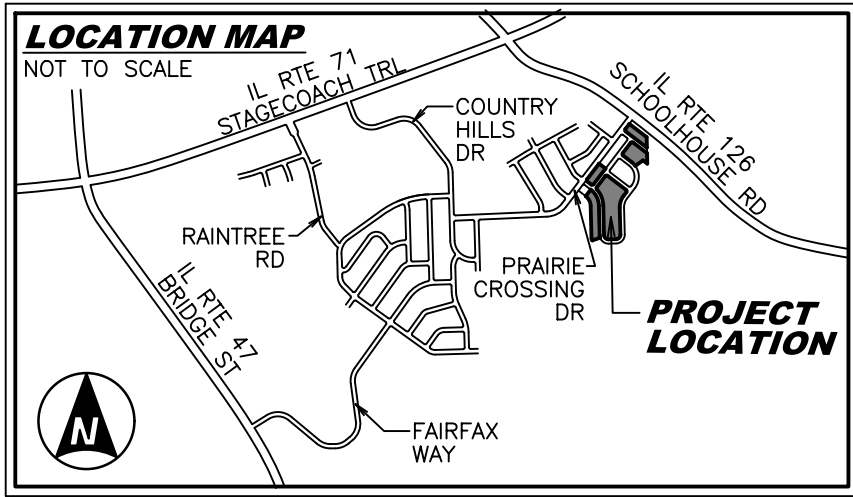 LOCATION MAP
NOT TO SCALE
IL RTE 71
STAGECOACH TRL
COUNTRY
HILLS
DR
IL RTE 126
SCHOOLHOUSE RD
RAINTREE
RD
PRAIRIE
CROSSING
DR
IL RTE 47
BRIDGE ST
PROJECT
LOCATION
FAIRFAX
WAY
N